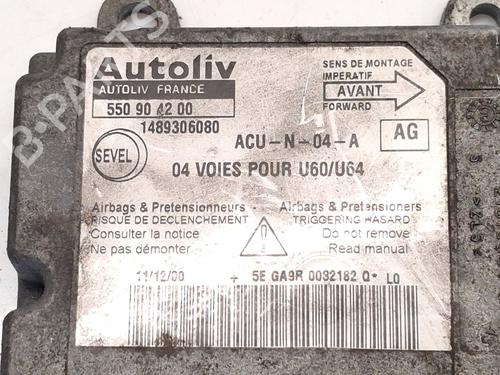 Autoliv
AUTOLIV FRANCE
550 90 42 00
1489306080
SENS DE MONTAGE
IMPÉRATIF
AVANT
FORWARD
SEVEL
ACU-N-04-A
AG
04 VOIES POUR U60/U64
Airbags & Pretensionneurs - Airbags & Pretensioners
RISQUE DE DECLENCHEMENT
TRIGGERING HASARD
Consulter la notice
Do not remove
Ne pas démonter
Read manual
11/12/00 + 5E GA9R 0032182 Q* L0
B-PARTS